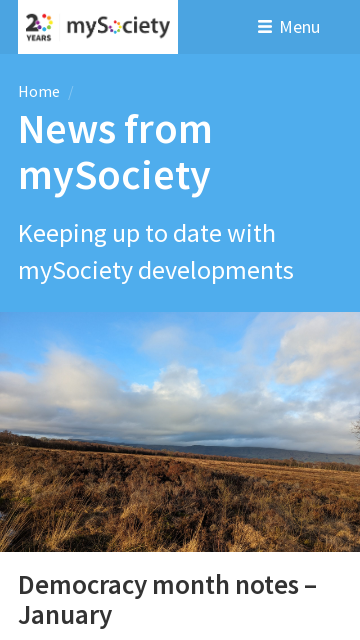 20 YEARS mySociety
Menu
Home /
News from
mySociety
Keeping up to date with
mySociety developments
Democracy month notes –
January